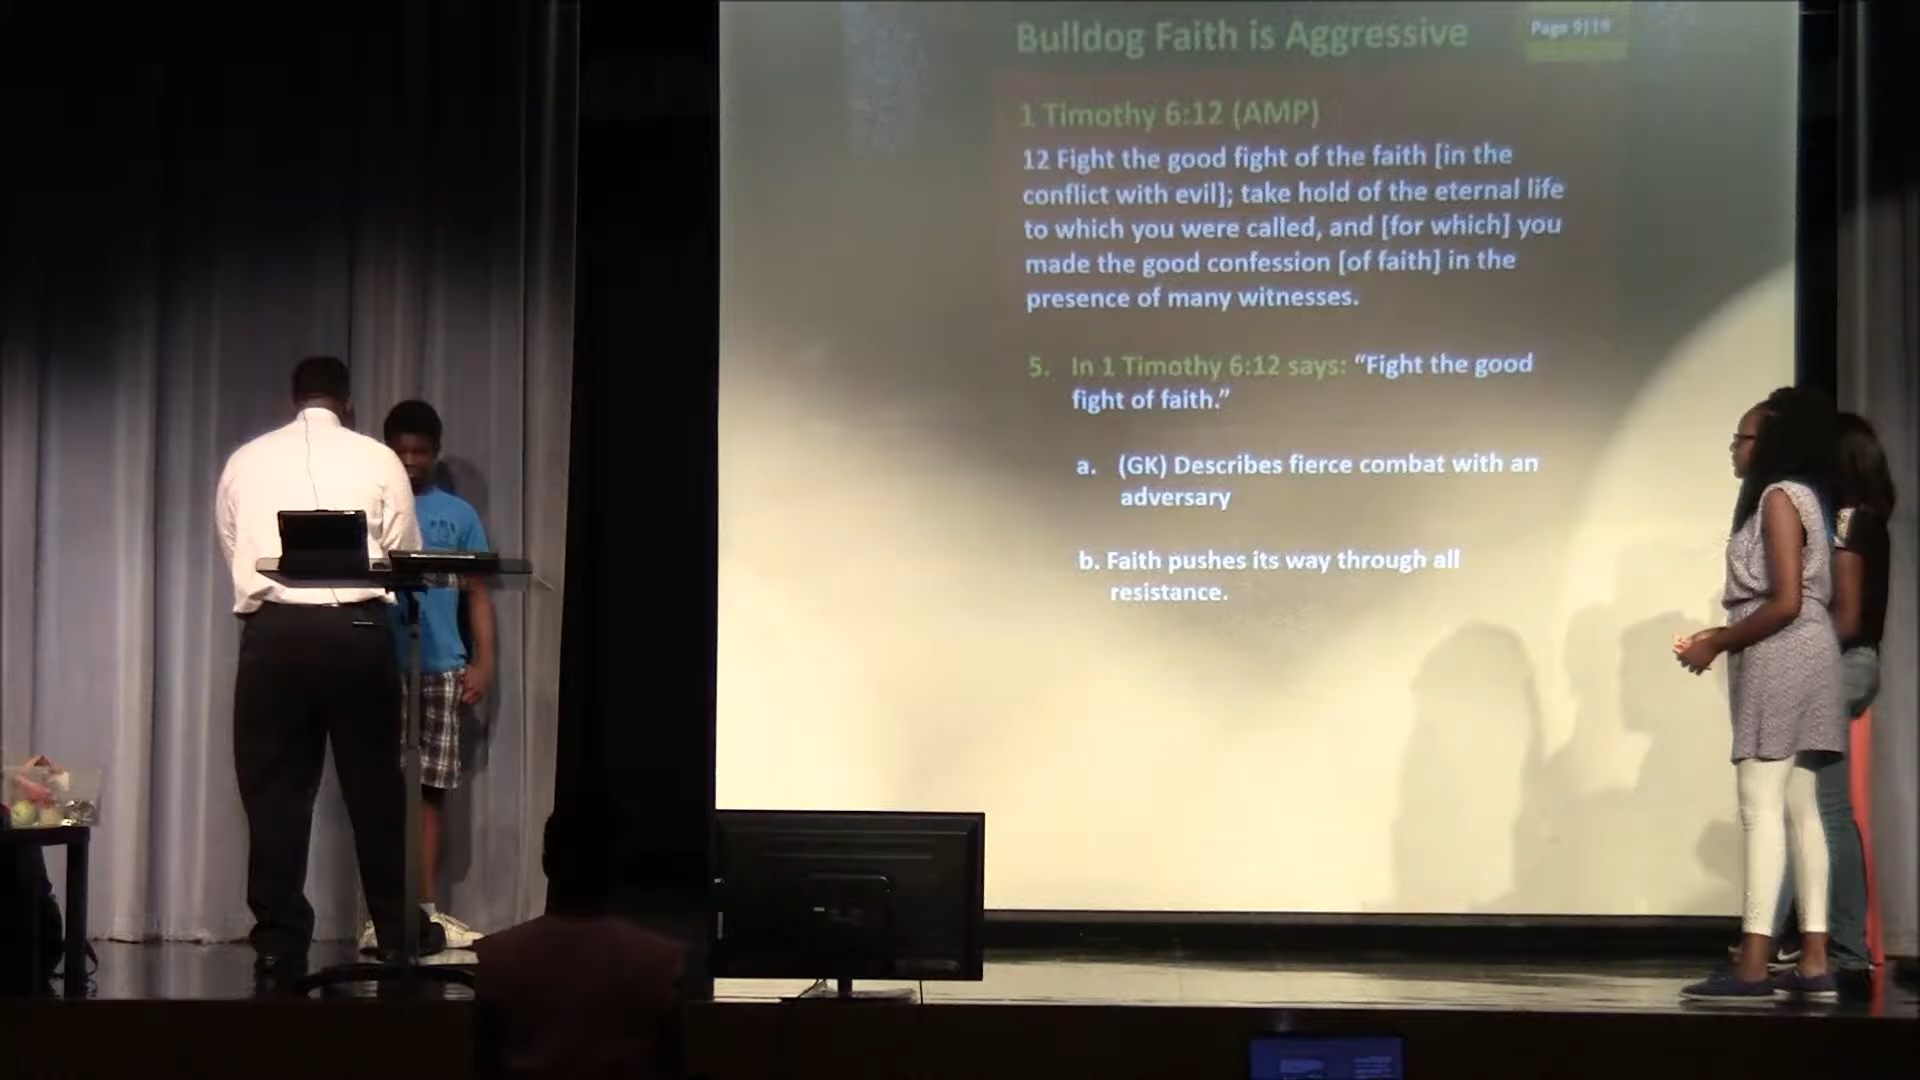 Bulldog Faith is Aggressive
Page 9|19
1 Timothy 6:12 (AMP)
12 Fight the good fight of the faith [in the
conflict with evil]; take hold of the eternal life
to which you were called, and [for which] you
made the good confession [of faith] in the
presence of many witnesses.
5. In 1 Timothy 6:12 says: “Fight the good
fight of faith.”
a. (GK) Describes fierce combat with an
adversary
b. Faith pushes its way through all
resistance.